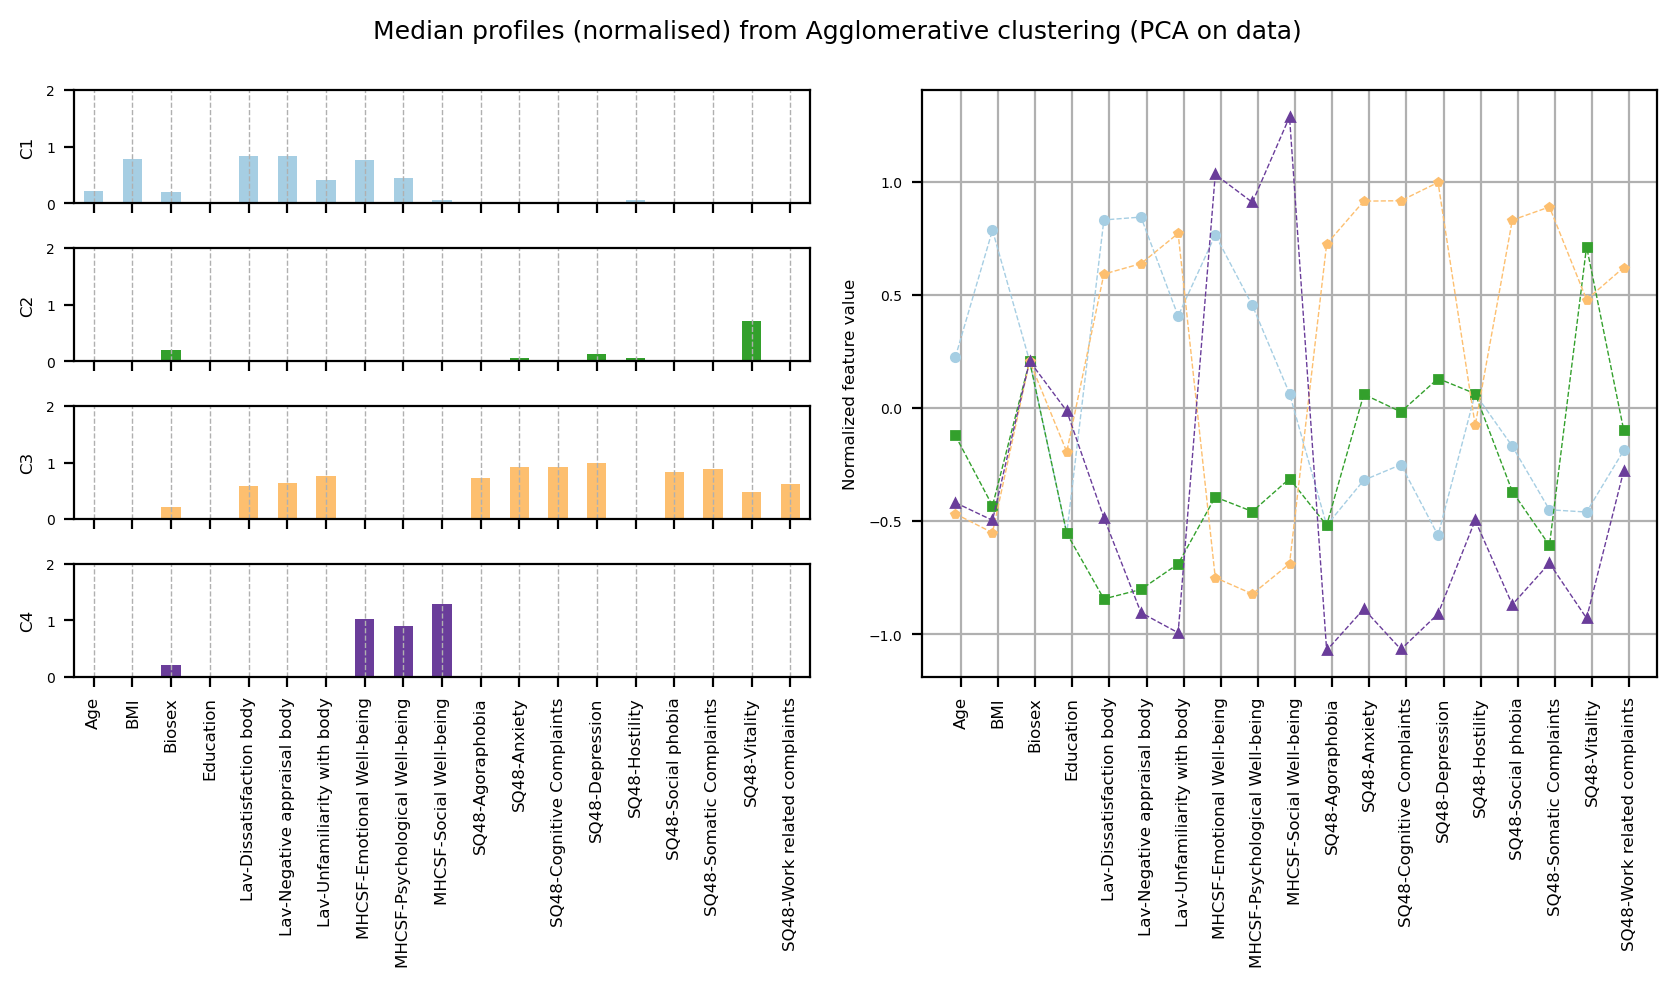 Median profiles (normalised) from Agglomerative clustering (PCA on data)
C1
2
1
0
C2
2
1
0
C3
2
1
0
C4
2
1
0
Age
BMI
Biosex
Education
Lav-Dissatisfaction body
Lav-Negative appraisal body
Lav-Unfamiliarity with body
MHCSF-Emotional Well-being
MHCSF-Psychological Well-being
MHCSF-Social Well-being
SQ48-Agoraphobia
SQ48-Anxiety
SQ48-Cognitive Complaints
SQ48-Depression
SQ48-Hostility
SQ48-Social phobia
SQ48-Somatic Complaints
SQ48-Vitality
SQ48-Work related complaints
Normalized feature value
1.0
0.5
0.0
−0.5
−1.0
Age
BMI
Biosex
Education
Lav-Dissatisfaction body
Lav-Negative appraisal body
Lav-Unfamiliarity with body
MHCSF-Emotional Well-being
MHCSF-Psychological Well-being
MHCSF-Social Well-being
SQ48-Agoraphobia
SQ48-Anxiety
SQ48-Cognitive Complaints
SQ48-Depression
SQ48-Hostility
SQ48-Social phobia
SQ48-Somatic Complaints
SQ48-Vitality
SQ48-Work related complaints